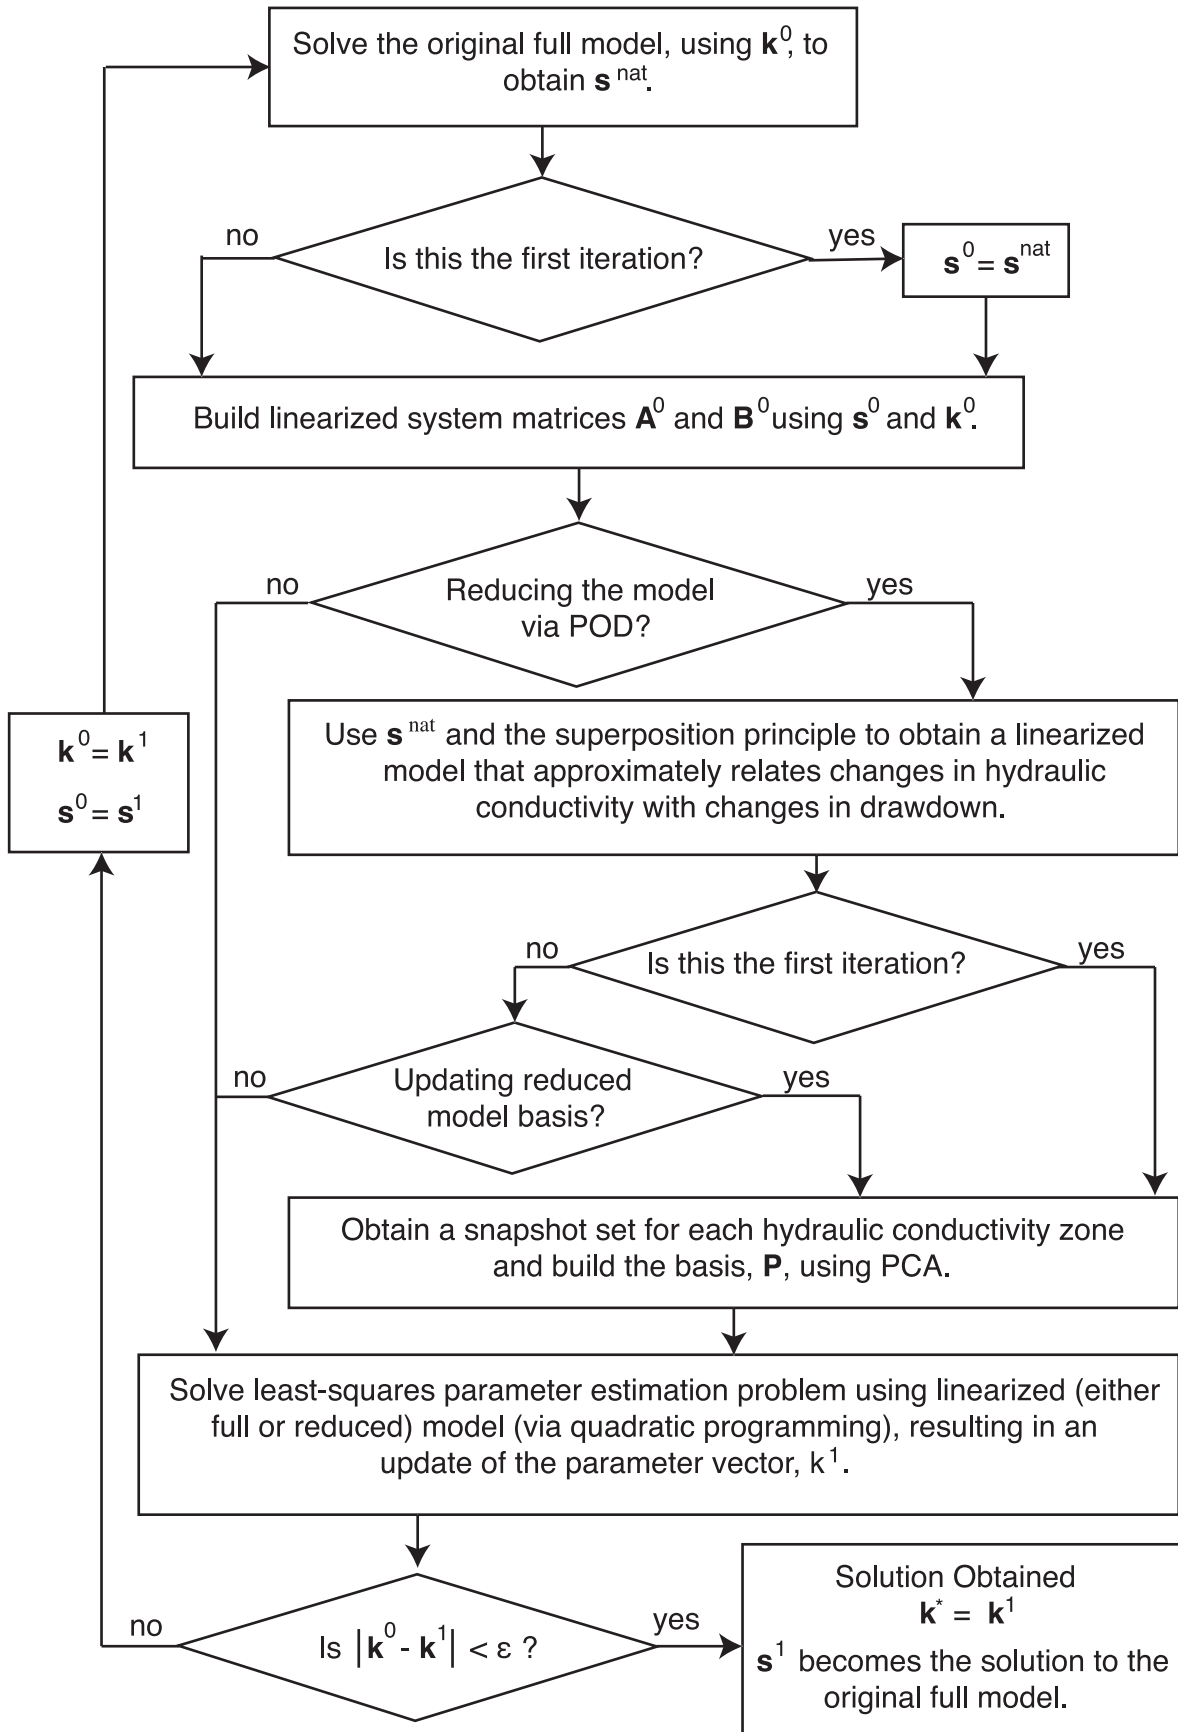 Solve the original full model, using k⁰, to
obtain s^nat.
Is this the first iteration?
no
yes
s⁰ = s^nat
Build linearized system matrices A⁰ and B⁰ using s⁰ and k⁰.
Reducing the model
via POD?
no
yes
Use s^nat and the superposition principle to obtain a linearized
model that approximately relates changes in hydraulic
conductivity with changes in drawdown.
k⁰ = k¹
s⁰ = s¹
Is this the first iteration?
no
yes
Updating reduced
model basis?
no
yes
Obtain a snapshot set for each hydraulic conductivity zone
and build the basis, P, using PCA.
Solve least-squares parameter estimation problem using linearized (either
full or reduced) model (via quadratic programming), resulting in an
update of the parameter vector, k¹.
Is |k⁰ - k¹| < ε ?
no
yes
Solution Obtained
k* = k¹
s¹ becomes the solution to the
original full model.